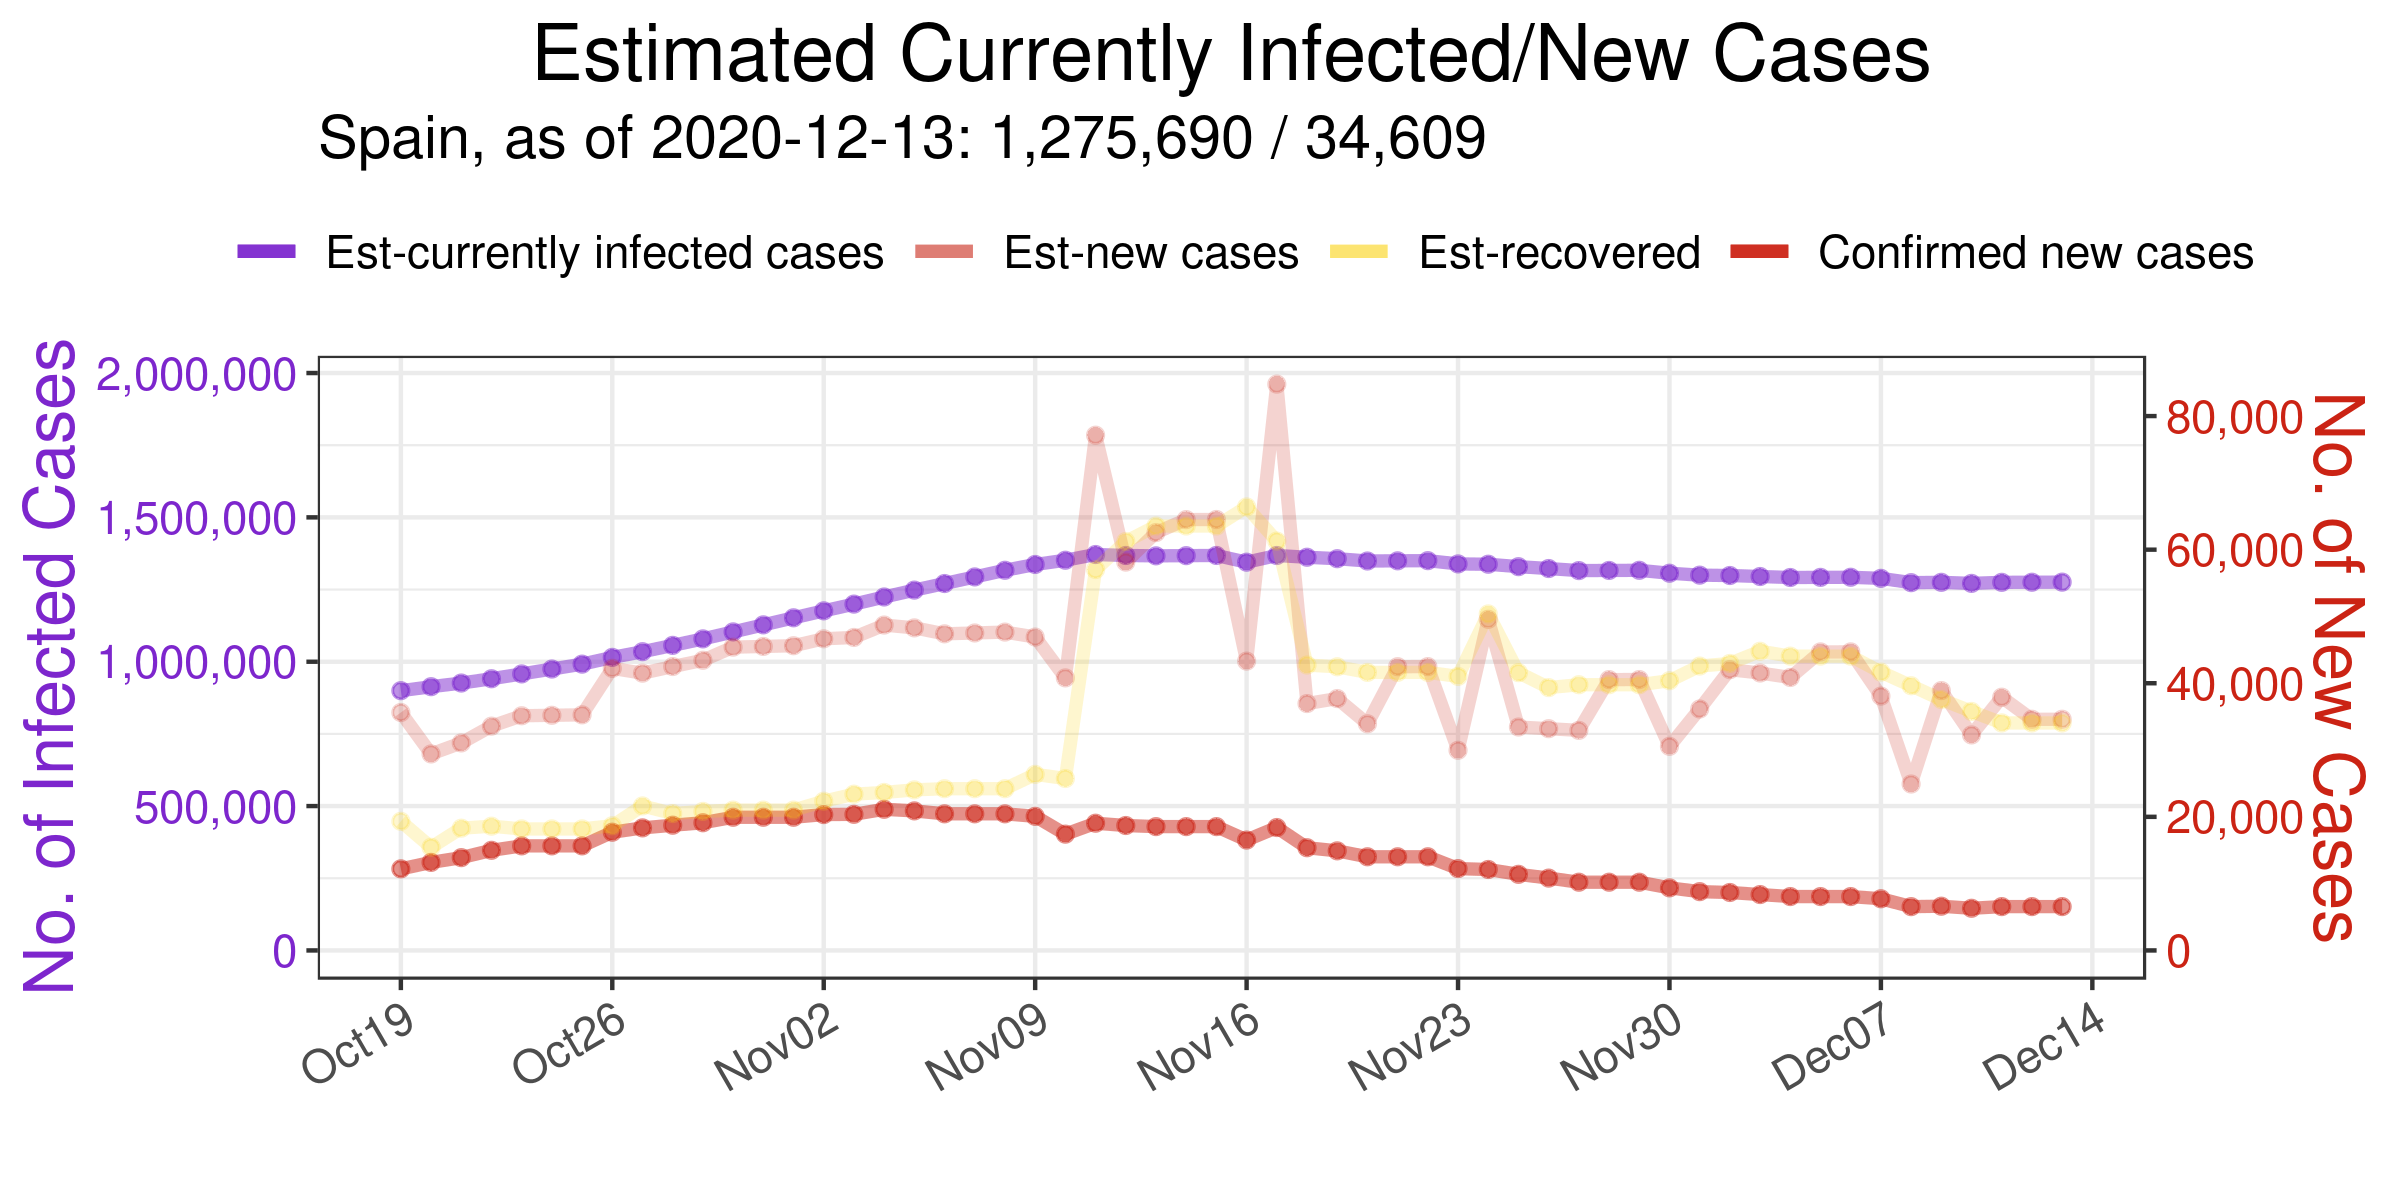 Estimated Currently Infected/New Cases
Spain, as of 2020-12-13: 1,275,690 / 34,609
Est-currently infected cases Est-new cases Est-recovered Confirmed new cases
No. of Infected Cases
2,000,000
1,500,000
1,000,000
500,000
0
80,000
60,000
40,000
20,000
0
No. of New Cases
Oct19 Oct26 Nov02 Nov09 Nov16 Nov23 Nov30 Dec07 Dec14